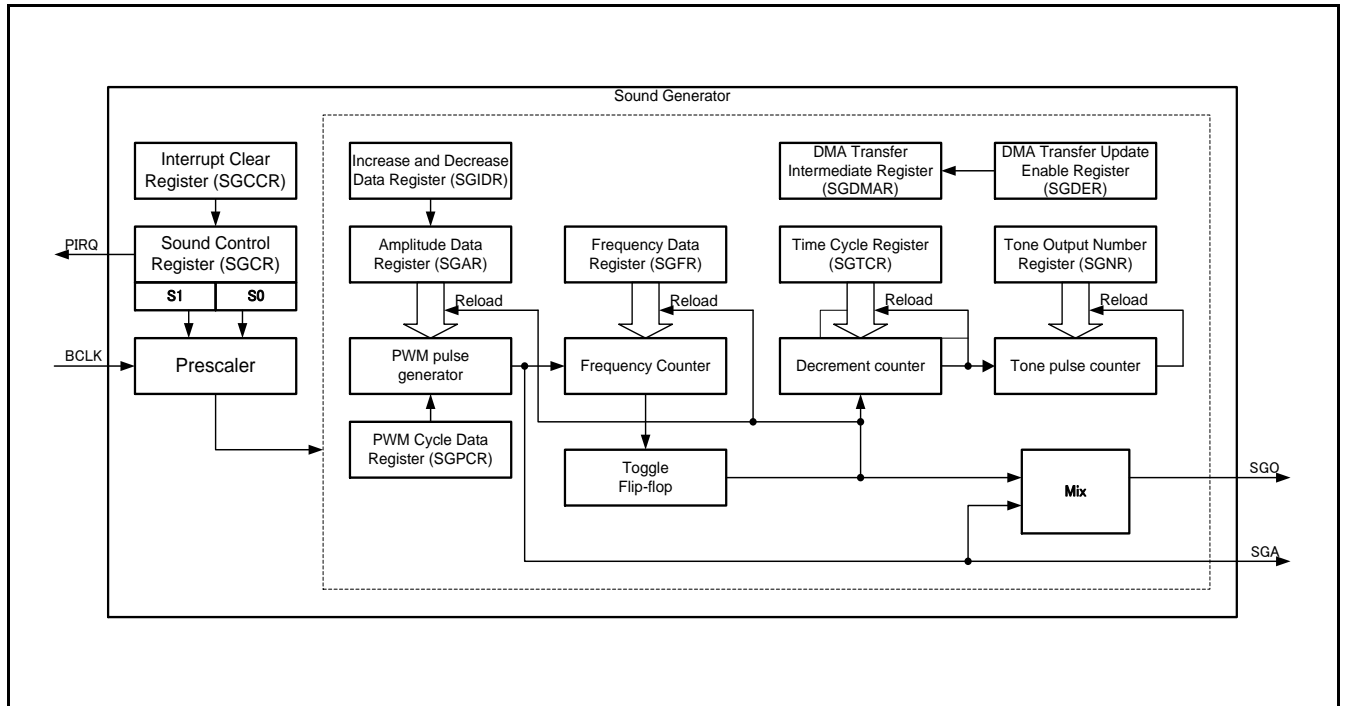 Sound Generator
Interrupt Clear
Register (SGCCR)
Increase and Decrease
Data Register (SGIDR)
DMA Transfer
Intermediate Register
(SGDMAR)
DMA Transfer Update
Enable Register
(SGDER)
PIRQ
Sound Control
Register (SGCR)
S1
S0
Amplitude Data
Register (SGAR)
Frequency Data
Register (SGFR)
Time Cycle Register
(SGTCR)
Tone Output Number
Register (SGNR)
Reload
Reload
Reload
Reload
BCLK
Prescaler
PWM pulse
generator
Frequency Counter
Decrement counter
Tone pulse counter
PWM Cycle Data
Register (SGPCR)
Toggle
Flip-flop
Mix
SGO
SGA